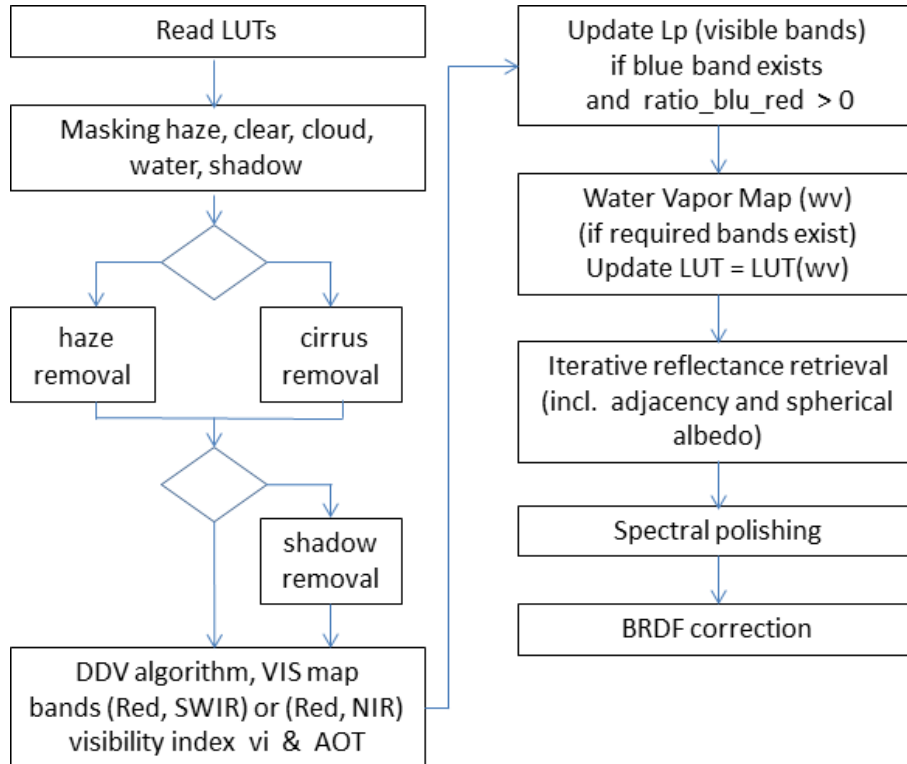 Read LUTs
Masking haze, clear, cloud,
water, shadow
haze
removal
cirrus
removal
shadow
removal
DDV algorithm, VIS map
bands (Red, SWIR) or (Red, NIR)
visibility index vi & AOT
Update Lp (visible bands)
if blue band exists
and ratio_blu_red > 0
Water Vapor Map (wv)
(if required bands exist)
Update LUT = LUT(wv)
Iterative reflectance retrieval
(incl. adjacency and spherical
albedo)
Spectral polishing
BRDF correction